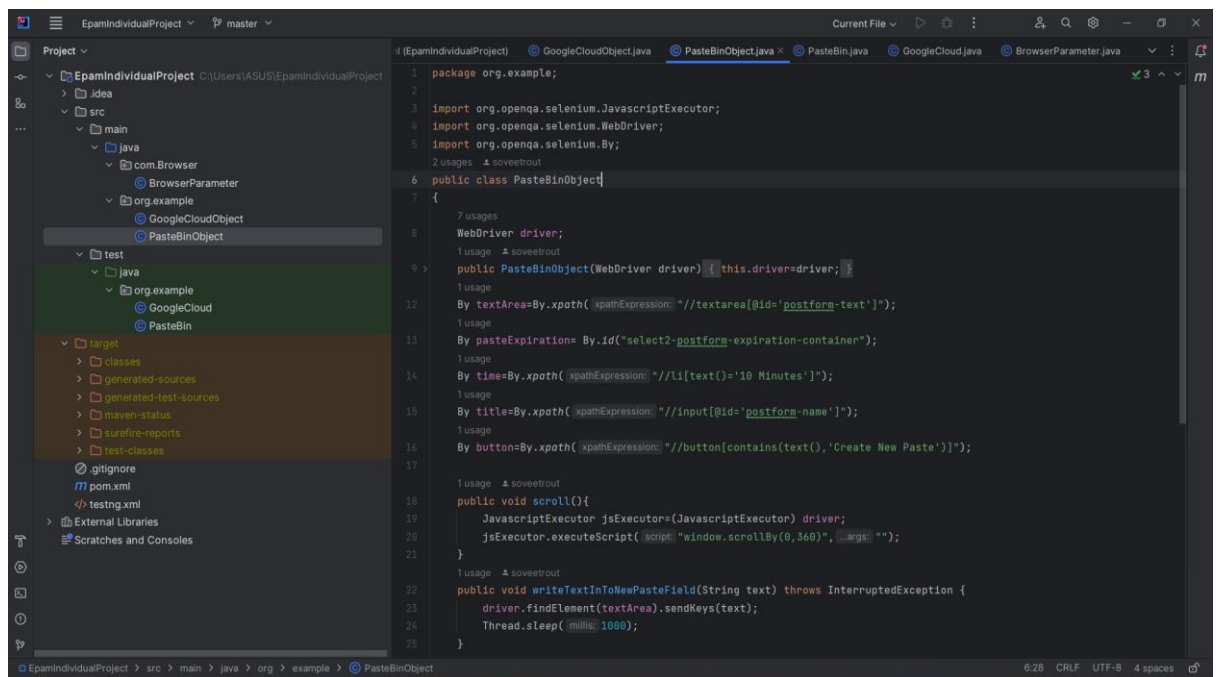 EpamIndividualProject master Current File
Project
EpamIndividualProject C:\Users\ASUS\EpamIndividualProject
.idea
src
main
java
com.Browser
BrowserParameter
org.example
GoogleCloudObject
PasteBinObject
test
java
org.example
GoogleCloud
PasteBin
target
classes
generated-sources
generated-test-sources
maven-status
surefire-reports
test-classes
.gitignore
m pom.xml
</> testng.xml
External Libraries
Scratches and Consoles
(EpamIndividualProject) GoogleCloudObject.java PasteBinObject.java PasteBin.java GoogleCloud.java BrowserParameter.java
m
3
1 package org.example;
2
3 import org.openqa.selenium.JavascriptExecutor;
4 import org.openqa.selenium.WebDriver;
5 import org.openqa.selenium.By;
2 usages soveetrout
6 public class PasteBinObject
7 {
7 usages
8 WebDriver driver;
1 usage soveetrout
9 public PasteBinObject(WebDriver driver) { this.driver=driver; }
1 usage
12 By textArea=By.xpath( xpathExpression: "//textarea[@id='postform-text']");
1 usage
13 By pasteExpiration= By.id("select2-postform-expiration-container");
1 usage
14 By time=By.xpath( xpathExpression: "//li[text()='10 Minutes']");
1 usage
15 By title=By.xpath( xpathExpression: "//input[@id='postform-name']");
1 usage
16 By button=By.xpath( xpathExpression: "//button[contains(text(),'Create New Paste')]");
17
1 usage soveetrout
18 public void scroll(){
19 JavascriptExecutor jsExecutor=(JavascriptExecutor) driver;
20 jsExecutor.executeScript( script: "window.scrollBy(0,360)", ...args: "");
21 }
1 usage soveetrout
22 public void writeTextInToNewPasteField(String text) throws InterruptedException {
23 driver.findElement(textArea).sendKeys(text);
24 Thread.sleep( millis: 1000);
25 }
EpamIndividualProject > src > main > java > org > example > PasteBinObject
6:28 CRLF UTF-8 4 spaces